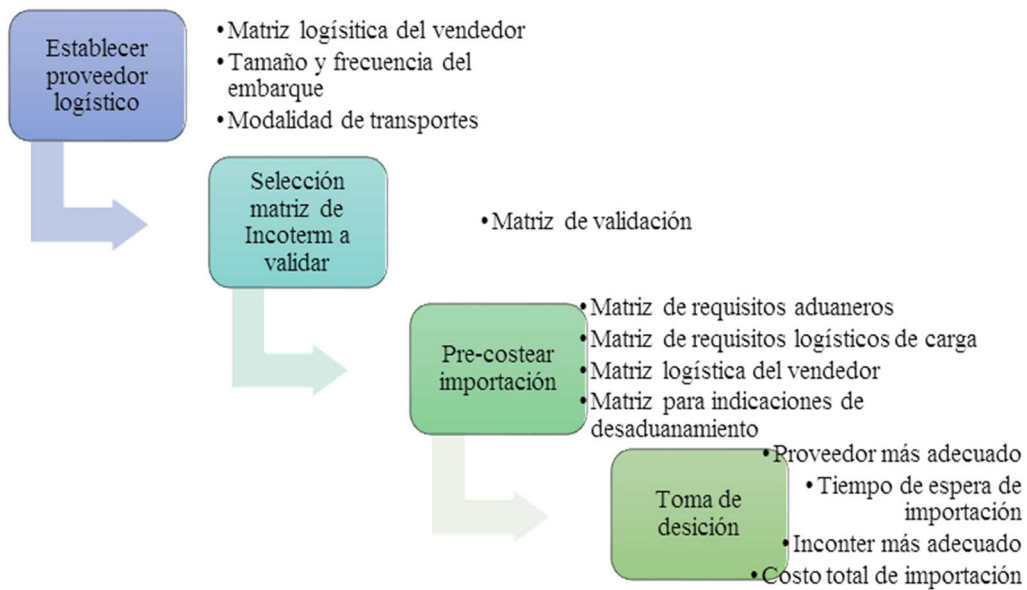 Establecer
proveedor
logístico
• Matriz logísitica del vendedor
• Tamaño y frecuencia del
embarque
• Modalidad de transportes
Selección
matriz de
Incoterm a
validar
• Matriz de validación
Pre-costear
importación
• Matriz de requisitos aduaneros
• Matriz de requisitos logísticos de carga
• Matriz logística del vendedor
• Matriz para indicaciones de
desaduanamiento
Toma de
desición
• Proveedor más adecuado
• Tiempo de espera de
importación
• Inconter más adecuado
• Costo total de importación